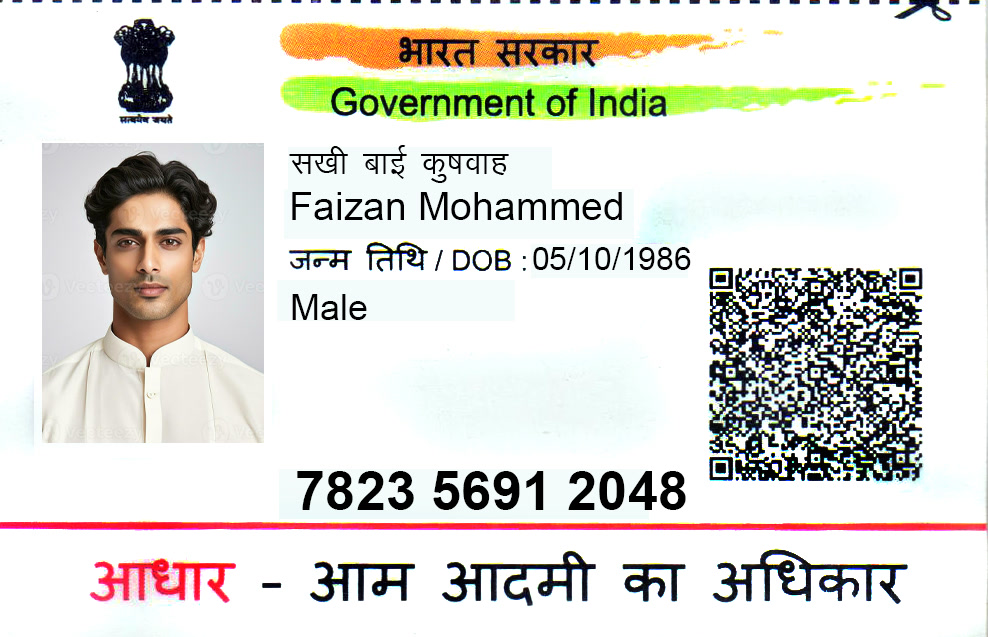 भारत सरकार
Government of India
सत्यमेव जयते
सखी बाई कुषवाह
Faizan Mohammed
जन्म तिथि / DOB : 05/10/1986
Male
7823 5691 2048
आधार - आम आदमी का अधिकार